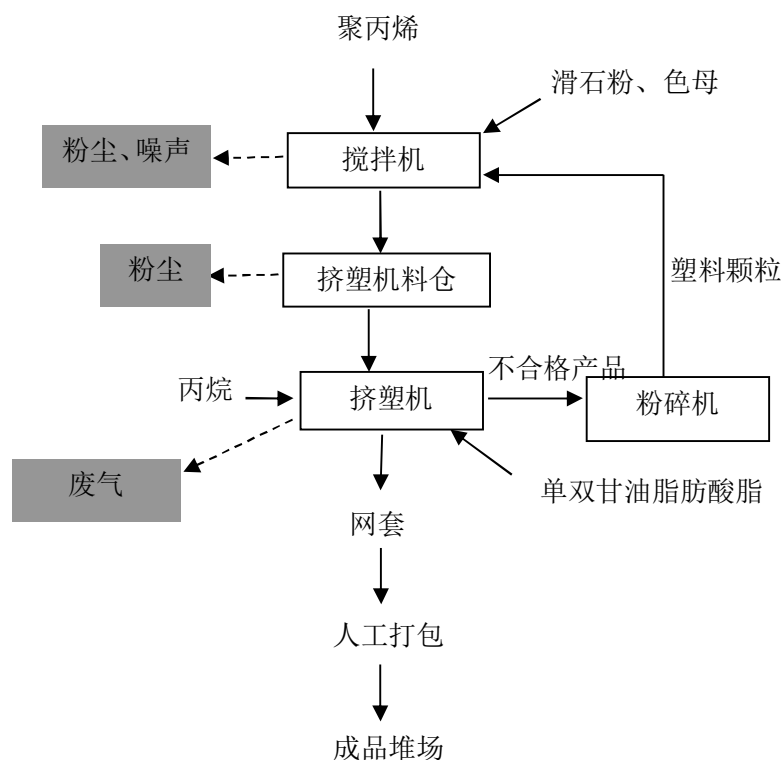 聚丙烯
滑石粉、色母
粉尘、噪声
搅拌机
粉尘
挤塑机料仓
塑料颗粒
不合格产品
丙烷
挤塑机
粉碎机
废气
单双甘油脂肪酸脂
网套
人工打包
成品堆场